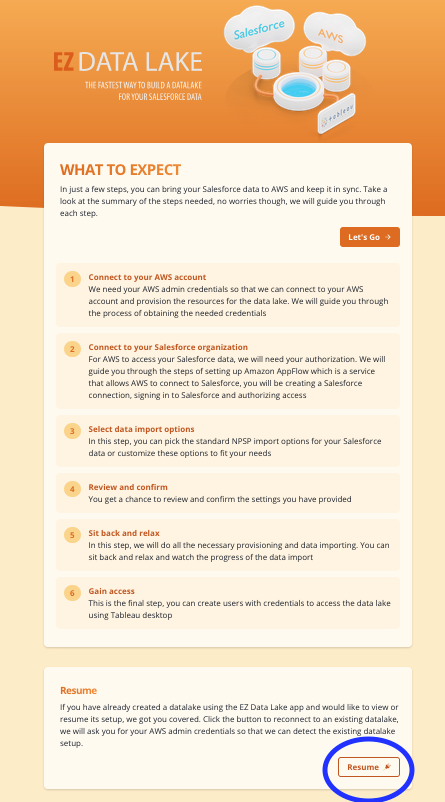 Salesforce
AWS
EZ DATA LAKE
THE FASTEST WAY TO BUILD A DATALAKE
FOR YOUR SALESFORCE DATA
tableau
WHAT TO EXPECT
In just a few steps, you can bring your Salesforce data to AWS and keep it in sync. Take a
look at the summary of the steps needed, no worries though, we will guide you through
each step.
Let's Go →
1 Connect to your AWS account
We need your AWS admin credentials so that we can connect to your AWS
account and provision the resources for the data lake. We will guide you through
the process of obtaining the needed credentials
2 Connect to your Salesforce organization
For AWS to access your Salesforce data, we will need your authorization. We will
guide you through the steps of setting up Amazon AppFlow which is a service
that allows AWS to connect to Salesforce, you will be creating a Salesforce
connection, signing in to Salesforce and authorizing access
3 Select data import options
In this step, you can pick the standard NPSP import options for your Salesforce
data or customize these options to fit your needs
4 Review and confirm
You get a chance to review and confirm the settings you have provided
5 Sit back and relax
In this step, we will do all the necessary provisioning and data importing. You can
sit back and relax and watch the progress of the data import
6 Gain access
This is the final step, you can create users with credentials to access the data lake
using Tableau desktop
Resume
If you have already created a datalake using the EZ Data Lake app and would like to view or
resume its setup, we got you covered. Click the button to reconnect to an existing datalake,
we will ask you for your AWS admin credentials so that we can detect the existing datalake
setup.
Resume